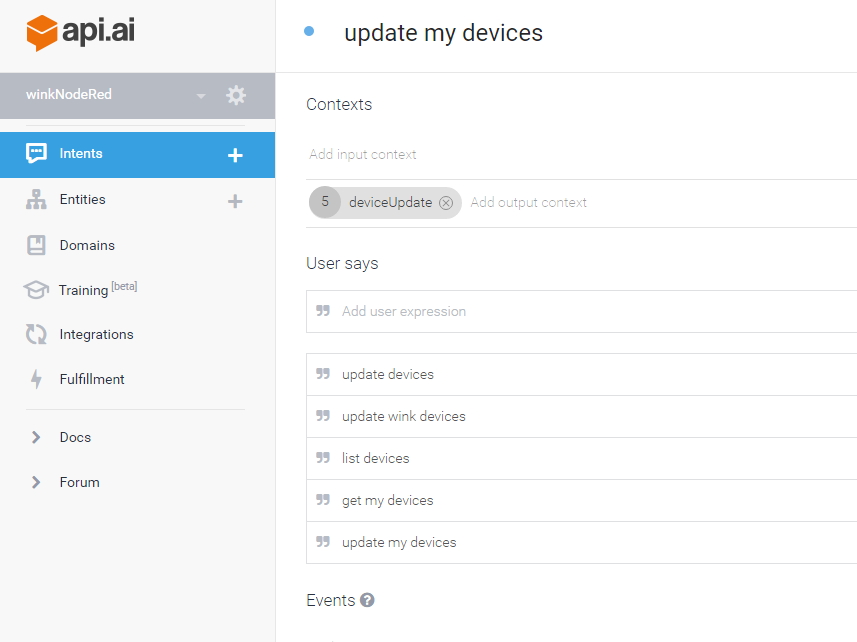 api.ai
winkNodeRed
Intents
Entities
Domains
Training [beta]
Integrations
Fulfillment
Docs
Forum
update my devices
Contexts
Add input context
5 deviceUpdate Add output context
User says
Add user expression
update devices
update wink devices
list devices
get my devices
update my devices
Events